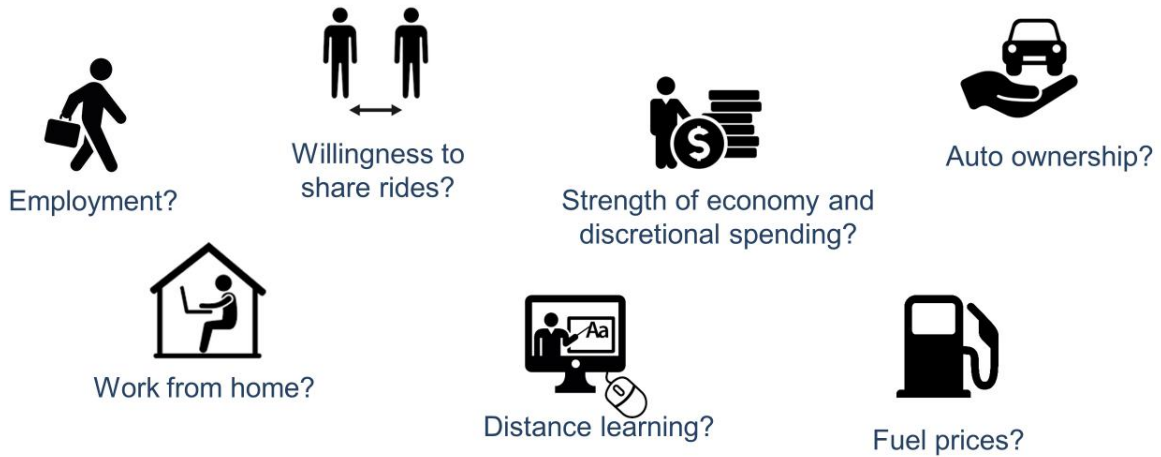 Employment?
Willingness to
share rides?
$
Strength of economy and
discretional spending?
Auto ownership?
Work from home?
Aa
Distance learning?
Fuel prices?